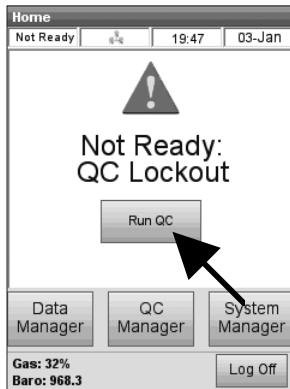 Home
Not Ready 19:47 03-Jan
Not Ready:
QC Lockout
Run QC
Data Manager QC Manager System Manager
Gas: 32%
Baro: 968.3
Log Off